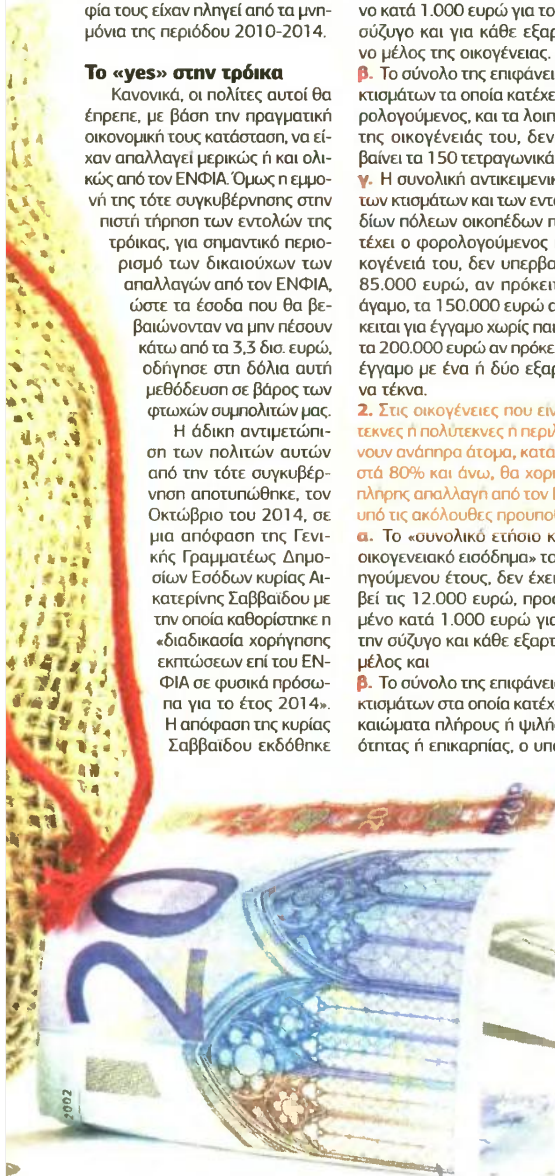 φία τους είχαν πληγεί από τα μνη-
μόνια της περιόδου 2010-2014.
Το «yes» στην τρόικα
Κανονικά, οι πολίτες αυτοί θα
έπρεπε, με βάση την πραγματική
οικονομική τους κατάσταση, να εί-
χαν απαλλαγεί μερικώς ή και ολι-
κώς από τον ΕΝΦΙΑ. Όμως η εμμο-
νή της τότε συγκυβέρνησης στην
πιστή τήρηση των εντολών της
τρόικας, για σημαντικό περιο-
ρισμό των δικαιούχων των
απαλλαγών από τον ΕΝΦΙΑ,
ώστε τα έσοδα που θα βε-
βαιώνονταν να μην πέσουν
κάτω από τα 3,3 δισ. ευρώ,
οδήγησε στη δόλια αυτή
μεθόδευση σε βάρος των
φτωχών συμπολιτών μας.
Η άδικη αντιμετώπι-
ση των πολιτών αυτών
από την τότε συγκυβέρ-
νηση αποτυπώθηκε, τον
Οκτώβριο του 2014, σε
μια απόφαση της Γενι-
κής Γραμματέως Δημο-
σίων Εσόδων κυρίας Αι-
κατερίνης Σαββαΐδου με
την οποία καθορίστηκε η
«διαδικασία χορήγησης
εκπτώσεων επί του ΕΝ-
ΦΙΑ σε φυσικά πρόσω-
πα για το έτος 2014».
Η απόφαση της κυρίας
Σαββαΐδου εκδόθηκε
νο κατά 1.000 ευρώ για το
σύζυγο και για κάθε εξαρ
νο μέλος της οικογένειας.
β. Το σύνολο της επιφάνει
κτισμάτων τα οποία κατέχε
ρολογούμενος, και τα λοιπ
της οικογένειάς του, δεν
βαίνει τα 150 τετραγωνικά
γ. Η συνολική αντικειμενικ
των κτισμάτων και των εντ
δίων πόλεων οικοπέδων π
τέχει ο φορολογούμενος
κογένειά του, δεν υπερβα
85.000 ευρώ, αν πρόκειτ
άγαμο, τα 150.000 ευρώ α
κειται για έγγαμο χωρίς παι
τα 200.000 ευρώ αν πρόκε
έγγαμο με ένα ή δύο εξαρ
να τέκνα.
2. Στις οικογένειες που είν
τεκνες ή πολύτεκνες ή περιλ
νουν ανάπηρα άτομα, κατά
στά 80% και άνω, θα χορι
πλήρης απαλλαγή από τον
υπό τις ακόλουθες προϋπο
α. Το «συνολικό ετήσιο κ
οικογενειακό εισόδημα» το
ηγούμενου έτους, δεν έχει
βεί τις 12.000 ευρώ, προσ
μένο κατά 1.000 ευρώ για
την σύζυγο και κάθε εξαρτ
μέλος και
β. Το σύνολο της επιφάνεια
κτισμάτων στα οποία κατέχο
καιώματα πλήρους ή ψιλής
ότητας ή επικαρπίας, ο υπο
20
2002